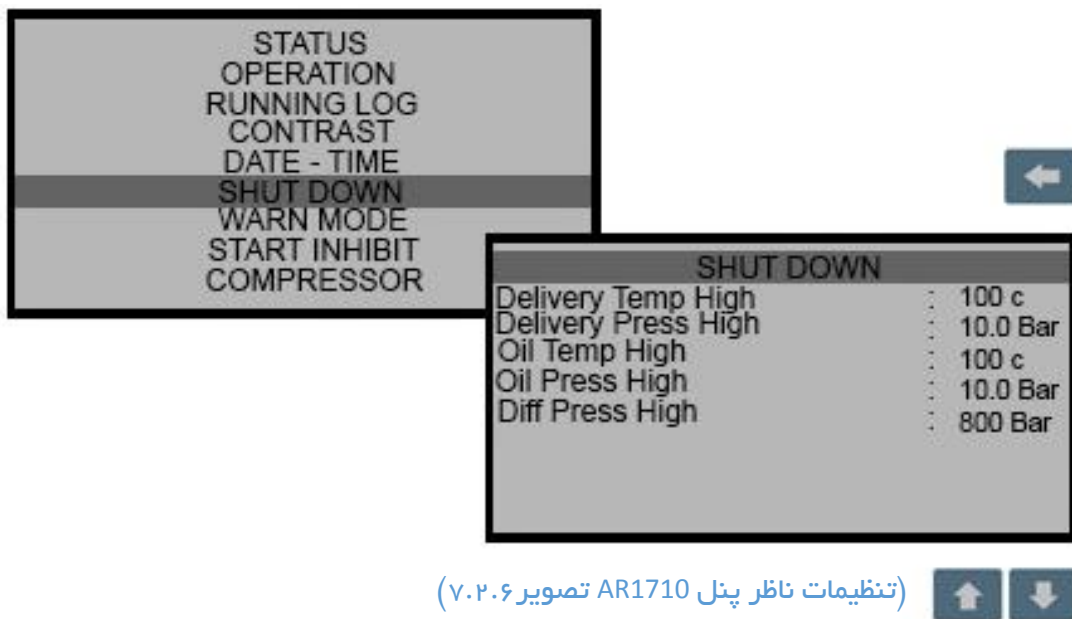 STATUS
OPERATION
RUNNING LOG
CONTRAST
DATE - TIME
SHUT DOWN
WARN MODE
START INHIBIT
COMPRESSOR
SHUT DOWN
Delivery Temp High : 100 c
Delivery Press High : 10.0 Bar
Oil Temp High : 100 c
Oil Press High : 10.0 Bar
Diff Press High : 800 Bar
(تنظیمات ناظر پنل AR1710 تصویر ۷.۲.۶)